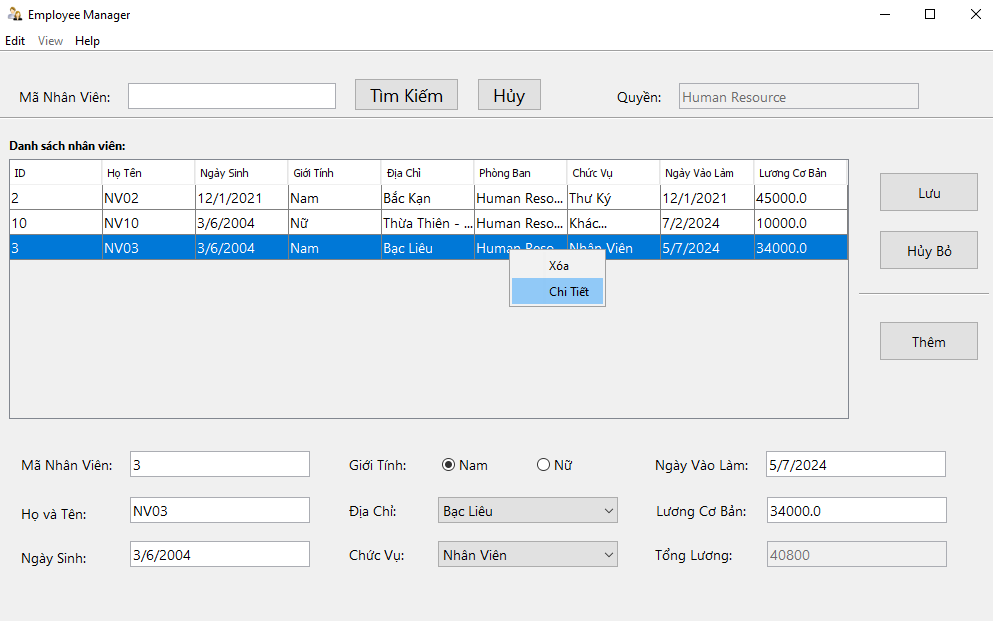 Employee Manager
Edit View Help
Mã Nhân Viên: Tìm Kiếm Hủy Quyền: Human Resource
Danh sách nhân viên:
ID Họ Tên Ngày Sinh Giới Tính Địa Chỉ Phòng Ban Chức Vụ Ngày Vào Làm Lương Cơ Bản
2 NV02 12/1/2021 Nam Bắc Kạn Human Reso... Thư Ký 12/1/2021 45000.0
10 NV10 3/6/2004 Nữ Thừa Thiên - ... Human Reso... Khác... 7/2/2024 10000.0
3 NV03 3/6/2004 Nam Bạc Liêu Human Reso... Nhân Viên 5/7/2024 34000.0
Xóa
Chi Tiết
Lưu
Hủy Bỏ
Thêm
Mã Nhân Viên: 3 Giới Tính: Nam Nữ Ngày Vào Làm: 5/7/2024
Họ và Tên: NV03 Địa Chỉ: Bạc Liêu Lương Cơ Bản: 34000.0
Ngày Sinh: 3/6/2004 Chức Vụ: Nhân Viên Tổng Lương: 40800